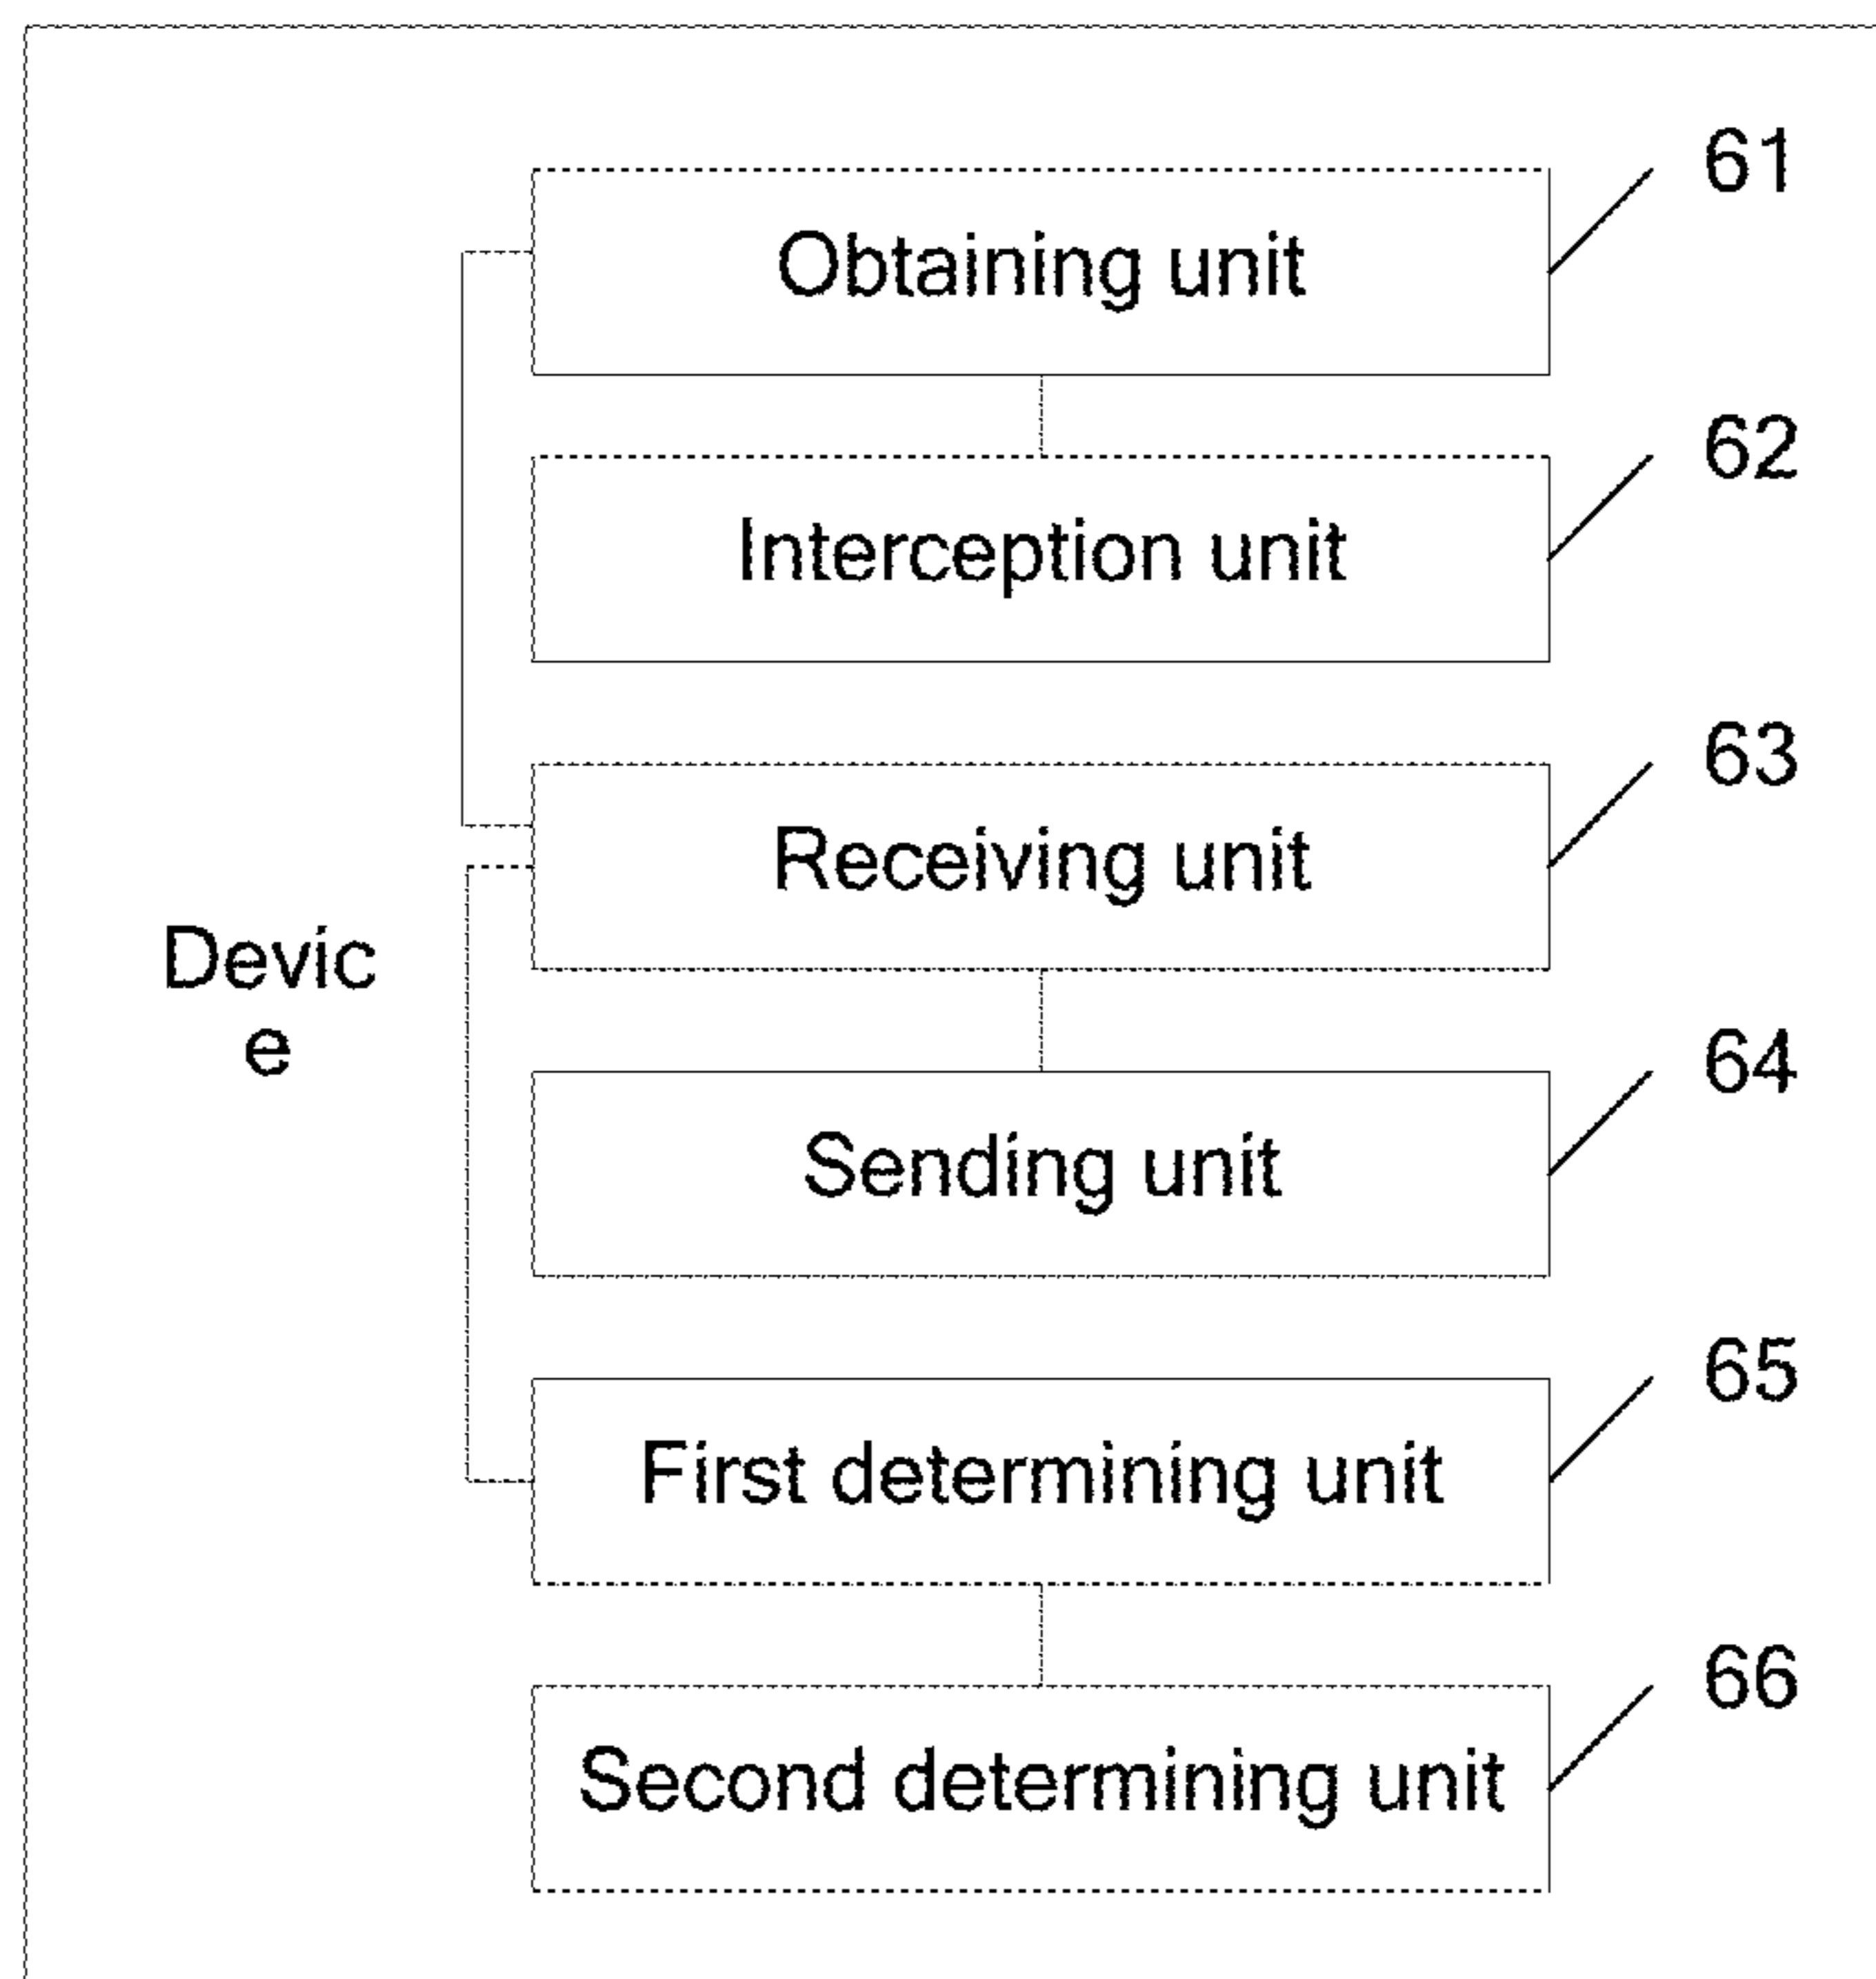 61
Obtaining unit
62
Interception unit
63
Receiving unit
Devic
e
64
Sending unit
65
First determining unit
66
Second determining unit